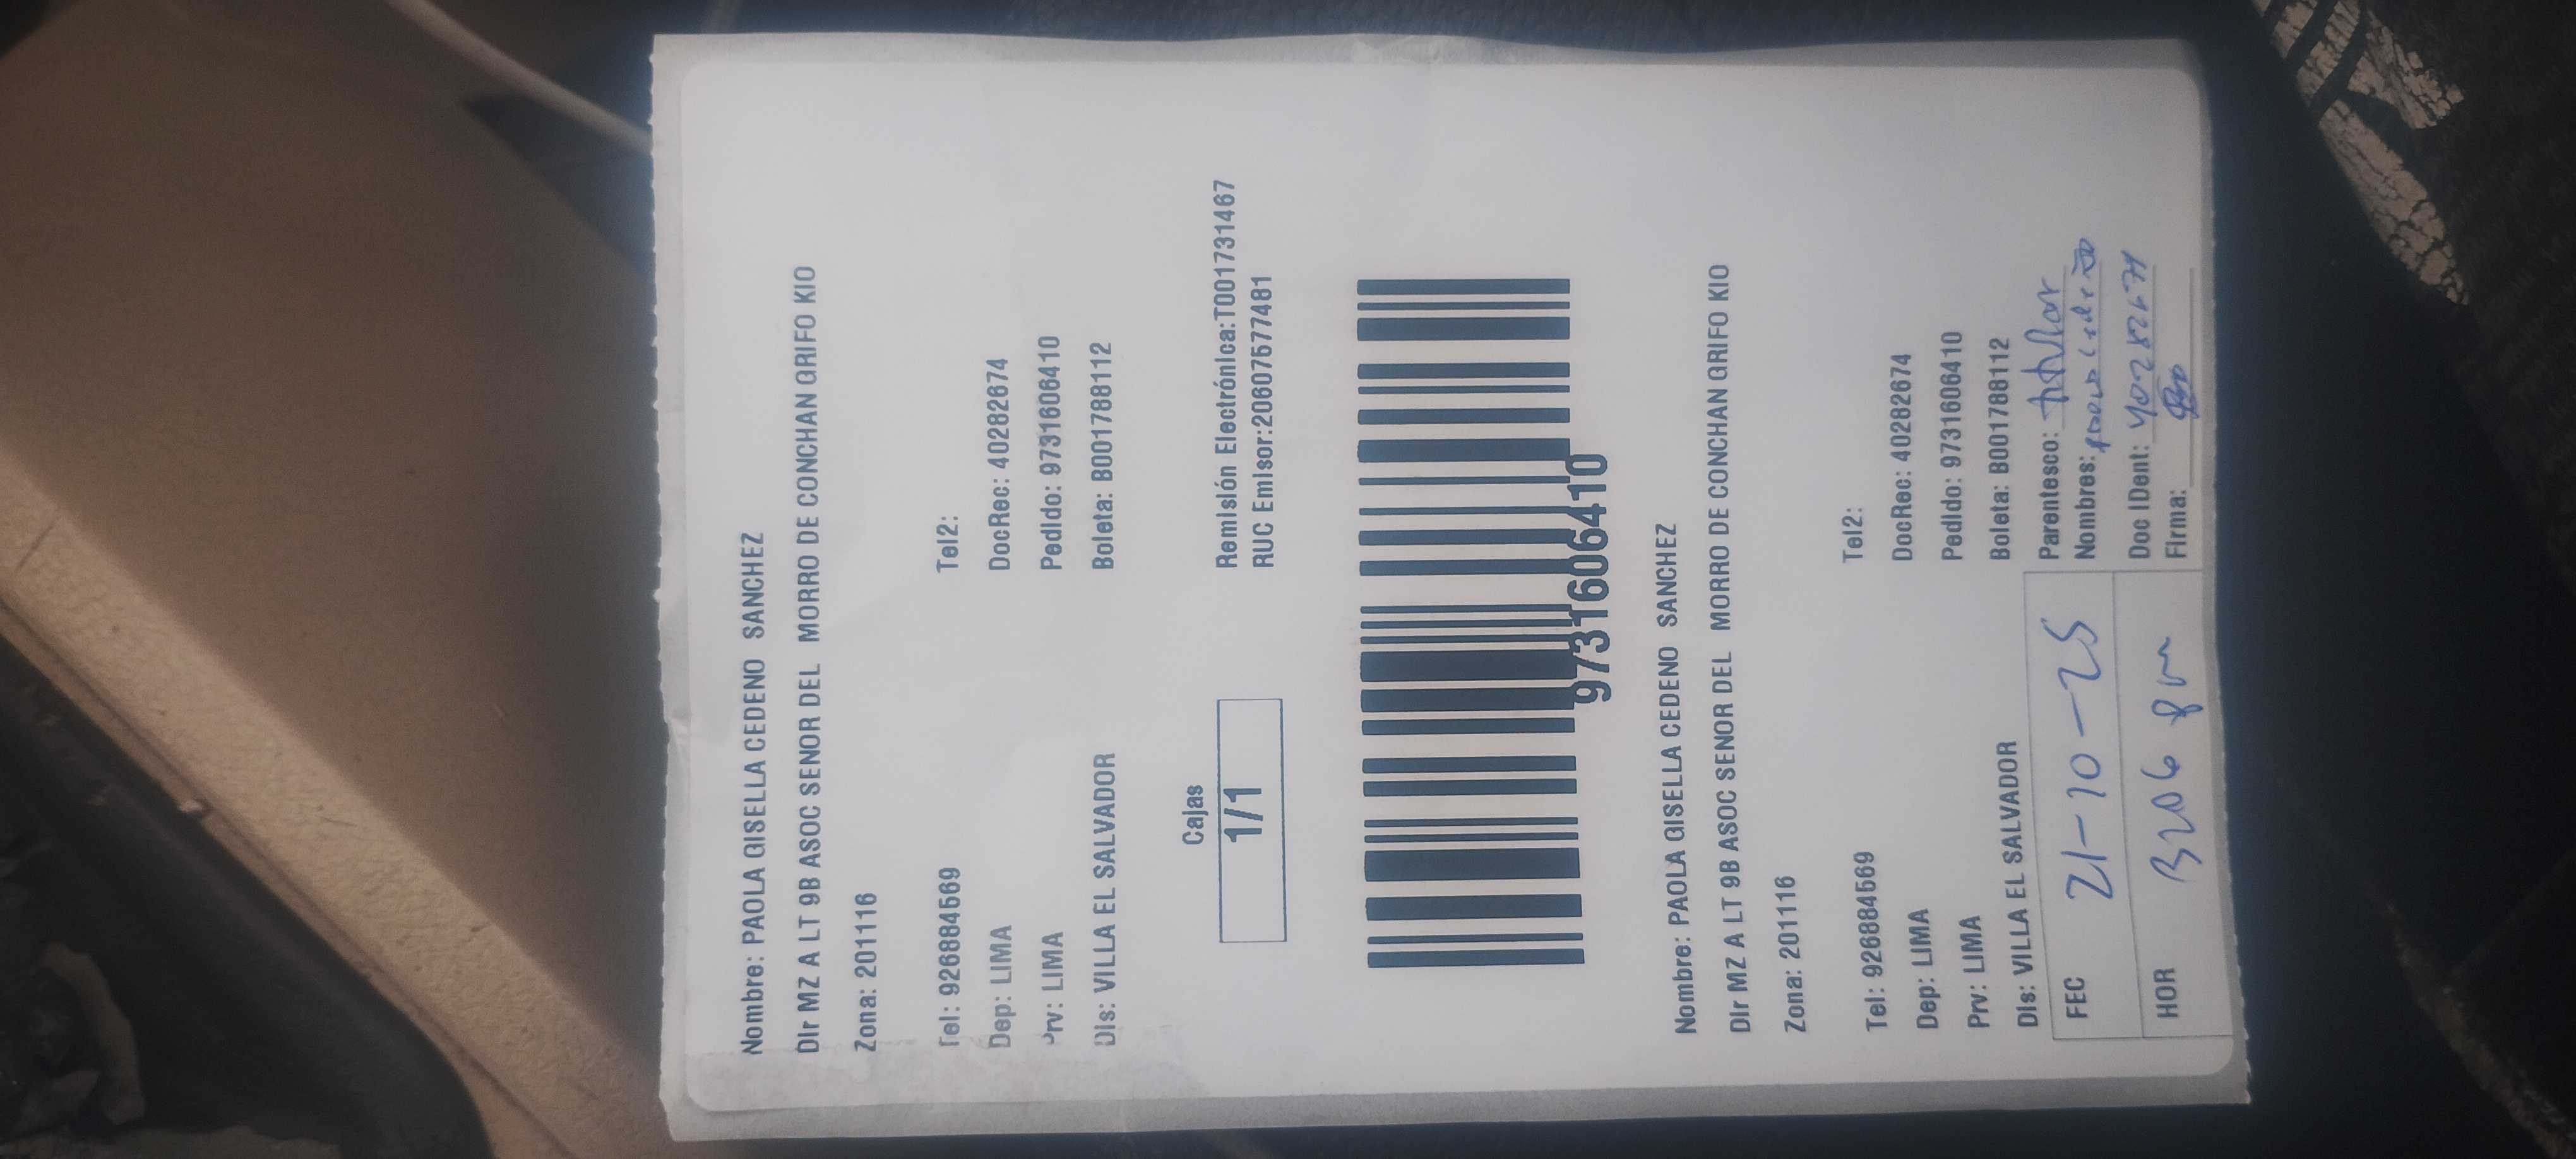 Nombre: PAOLA GISELLA CEDENO SANCHEZ
DIr MZ A LT 9B ASOC SENOR DEL MORRO DE CONCHAN GRIFO KIO
Zona: 201116
Tel: 926884569 Tel2:
Dep: LIMA DocRec: 40282674
Prv: LIMA Pedido: 9731606410
Dis: VILLA EL SALVADOR Boleta: B001788112
Cajas
1/1
Remisión Electrónica:T001731467
RUC Emisor:20607577481
9731606410
Nombre: PAOLA GISELLA CEDENO SANCHEZ
DIr MZ A LT 9B ASOC SENOR DEL MORRO DE CONCHAN GRIFO KIO
Zona: 201116
Tel: 926884569 Tel2:
Dep: LIMA DocRec: 40282674
Prv: LIMA Pedido: 9731606410
Dis: VILLA EL SALVADOR Boleta: B001788112
FEC 21-10-25
HOR
Parentesco: titular
Nombres: cedeño
Doc IDent: 40282674
Firma: